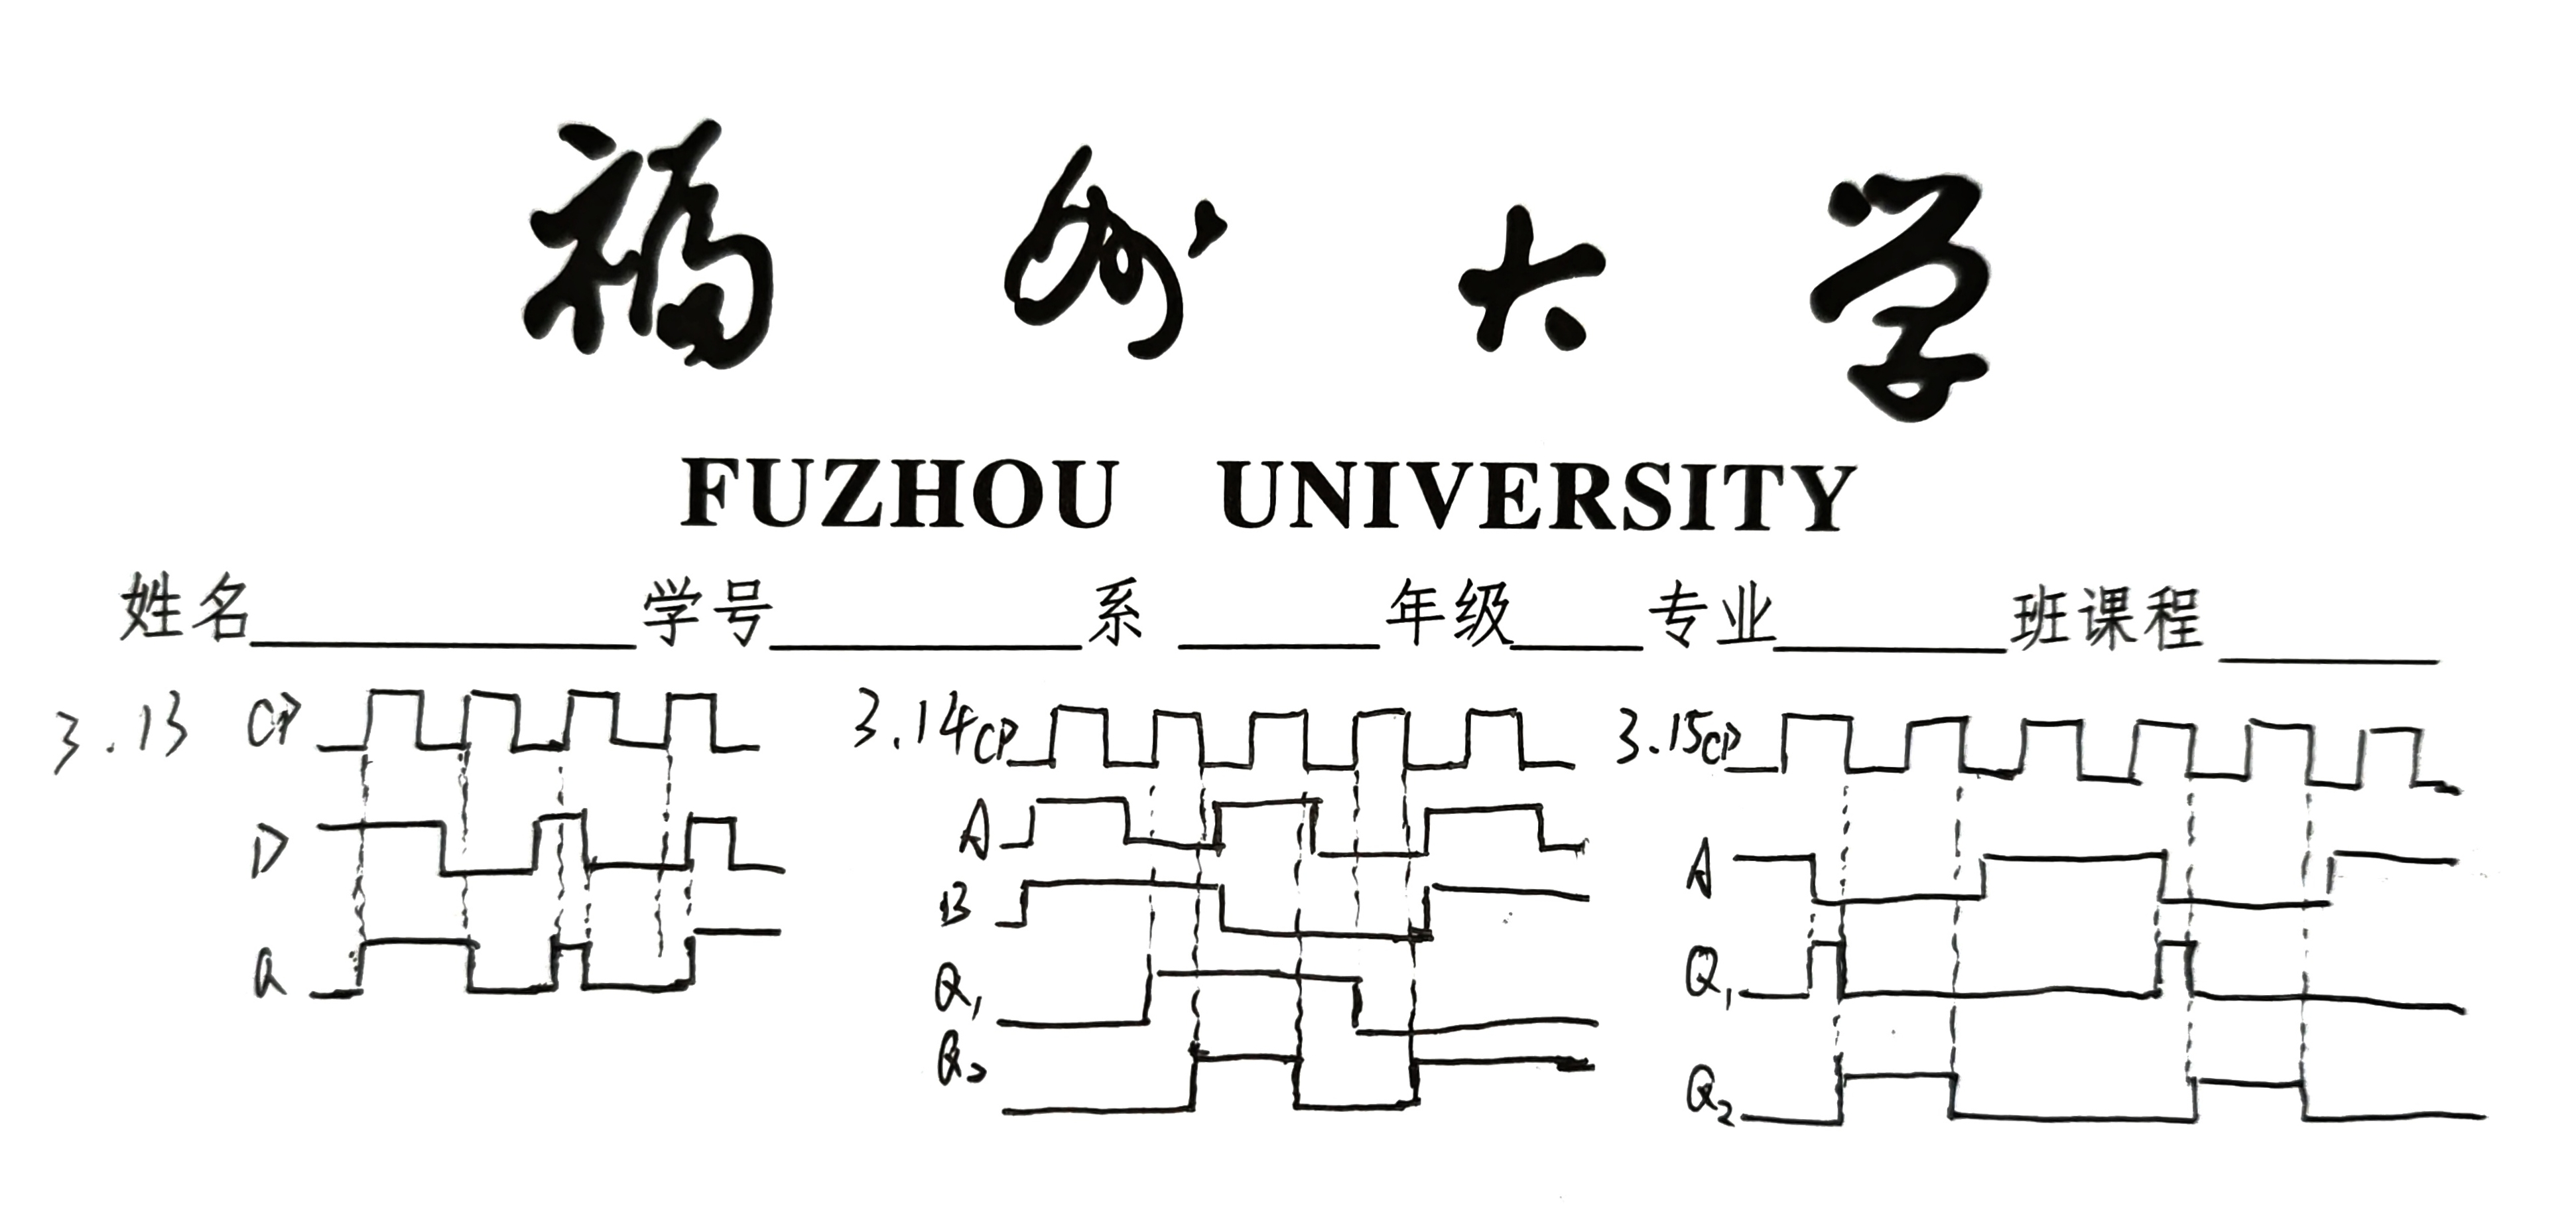 福州大学
FUZHOU UNIVERSITY
姓名 学号 系 年级 专业 班课程
3.13 CP 3.14 CP 3.15 CP
D A A
B
Q Q₁ Q₁
Q₂ Q₂